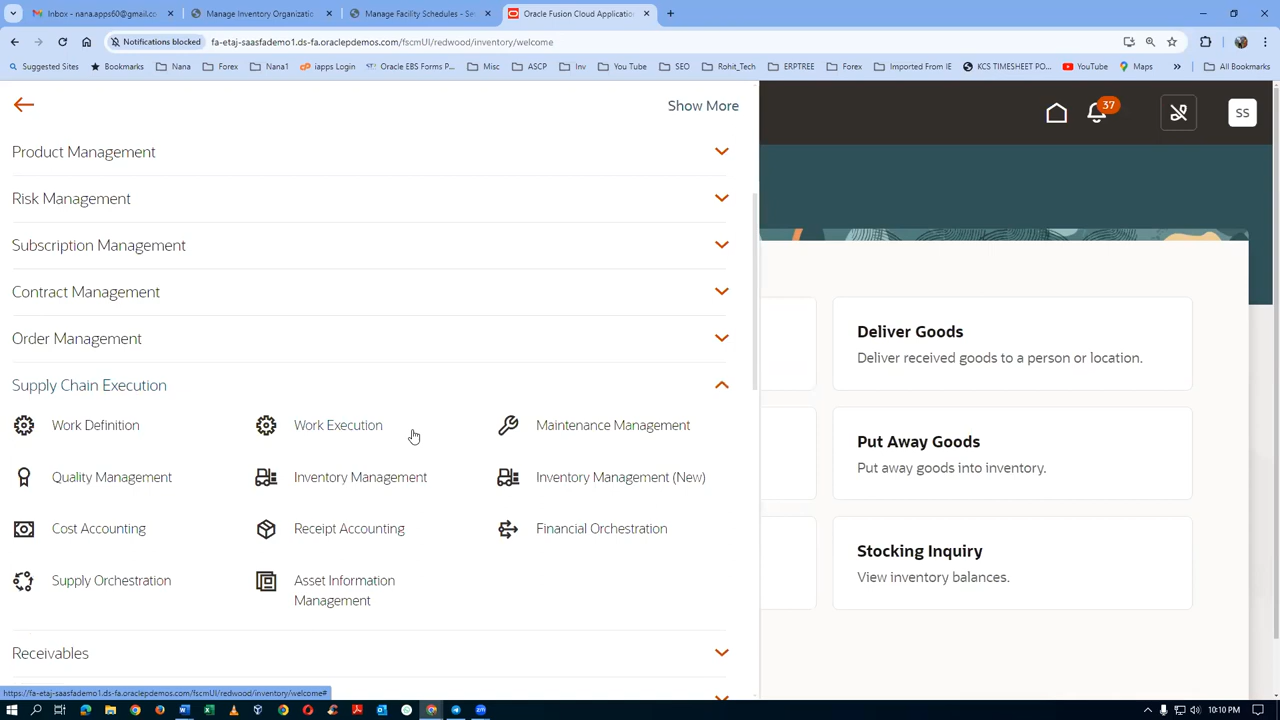 Inbox - nana.apps60@gmail.co
Manage Inventory Organizatio
Manage Facility Schedules - Se
Oracle Fusion Cloud Application
Notifications blocked
fa-etaj-saasfademo1.ds-fa.oraclepdemos.com/fscmUI/redwood/inventory/welcome
Suggested Sites
Bookmarks
Nana
Forex
Nana1
iapps Login
Oracle EBS Forms P...
Misc
ASCP
Inv
You Tube
SEO
Rohit_Tech
ERPTREE
Forex
Imported From IE
KCS TIMESHEET PO...
YouTube
Maps
All Bookmarks
Show More
37
SS
Product Management
Risk Management
Subscription Management
Contract Management
Order Management
Supply Chain Execution
Work Definition
Work Execution
Maintenance Management
Quality Management
Inventory Management
Inventory Management (New)
Cost Accounting
Receipt Accounting
Financial Orchestration
Supply Orchestration
Asset Information
Management
Receivables
Deliver Goods
Deliver received goods to a person or location.
Put Away Goods
Put away goods into inventory.
Stocking Inquiry
View inventory balances.
https://fa-etaj-saasfademo1.ds-fa.oraclepdemos.com/fscmUI/redwood/inventory/welcome#
10:10 PM